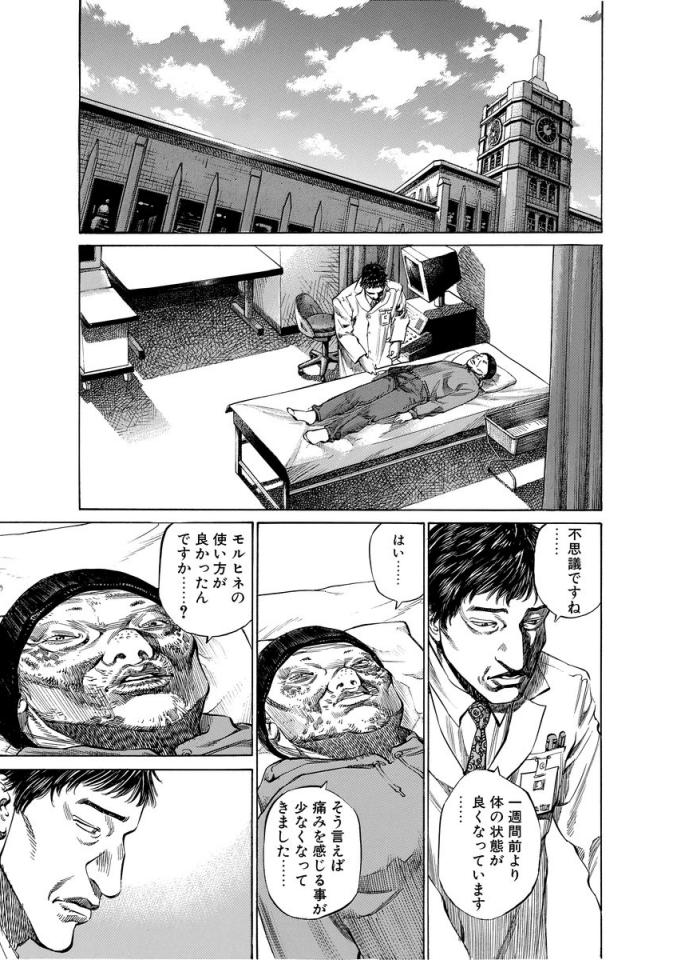 不思議ですね
……
一週間前より
体の状態が
良くなっています
……
はい……
そう言えば
痛みを感じる事が
少なくなって
きました……
モルヒネの
使い方が
良かったん
ですか……?